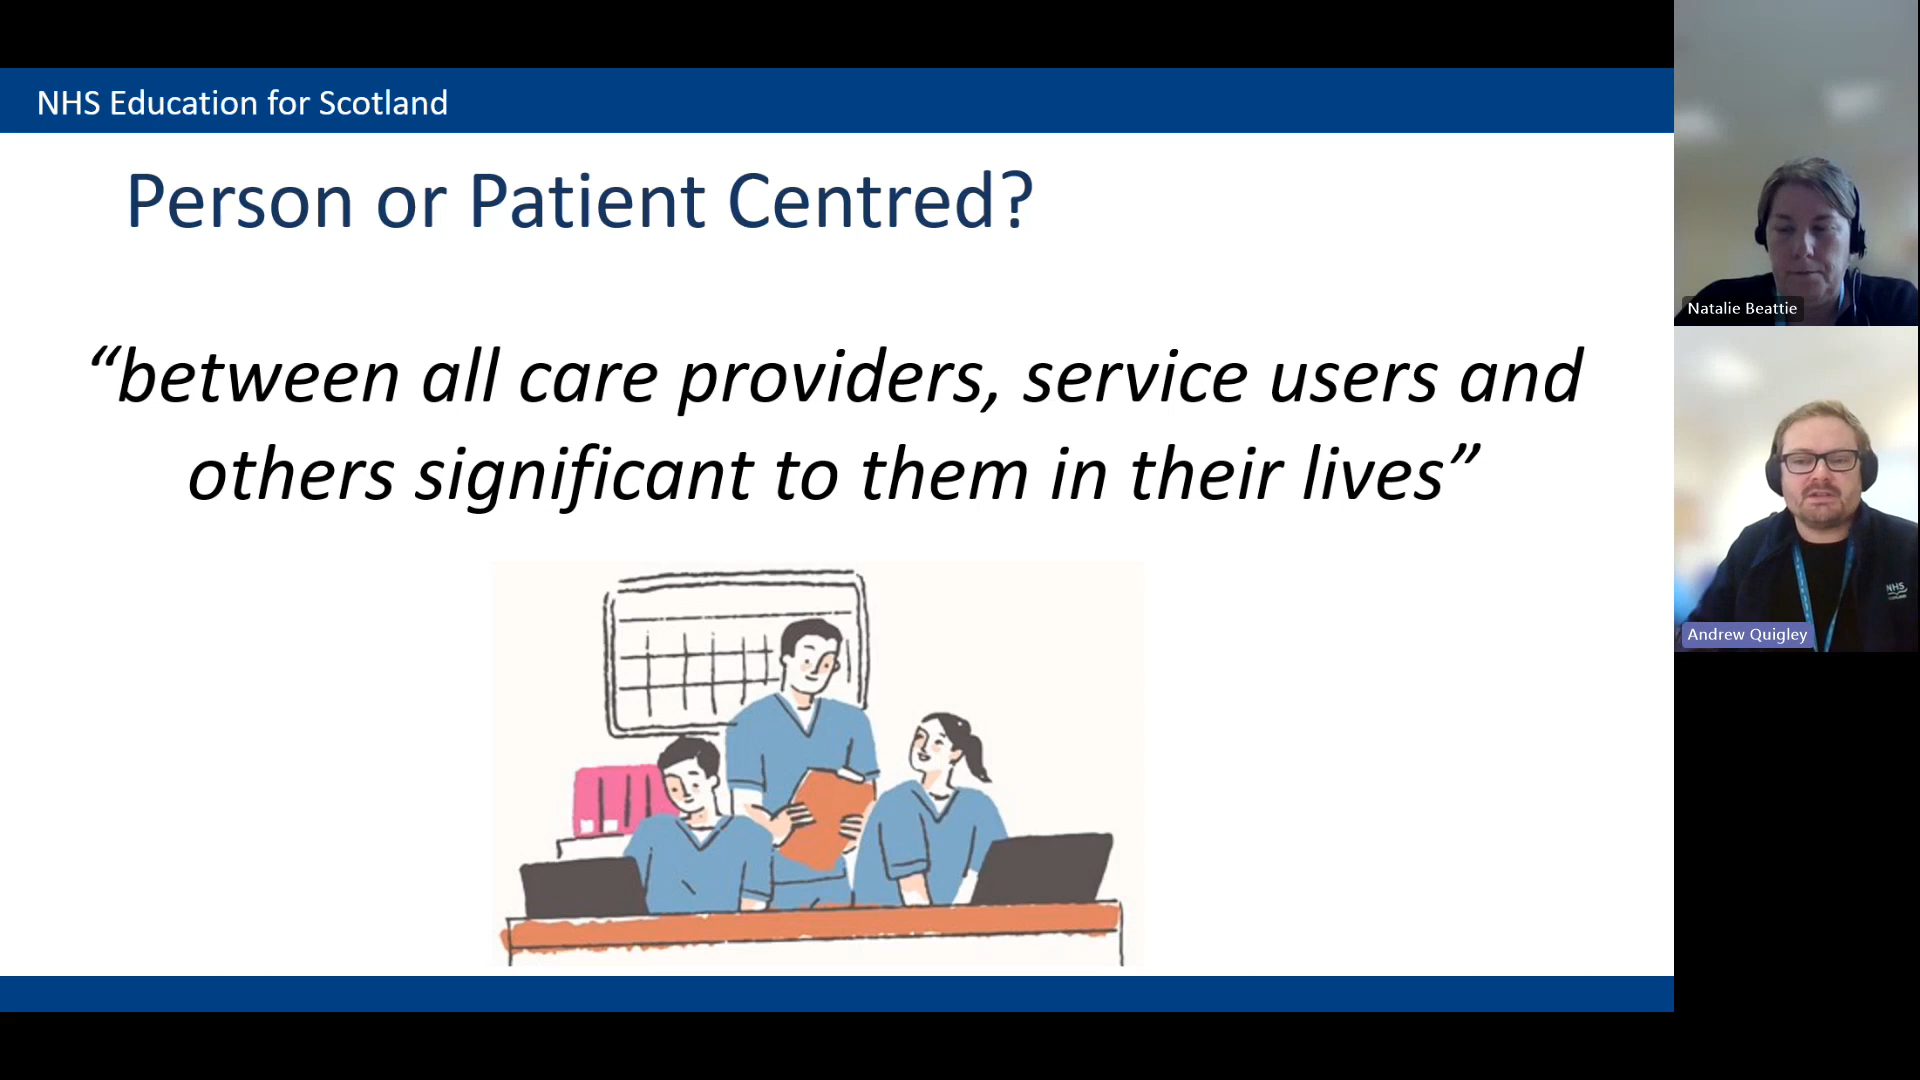 NHS Education for Scotland
Person or Patient Centred?
“between all care providers, service users and
others significant to them in their lives”
Natalie Beattie
NHS
Andrew Quigley